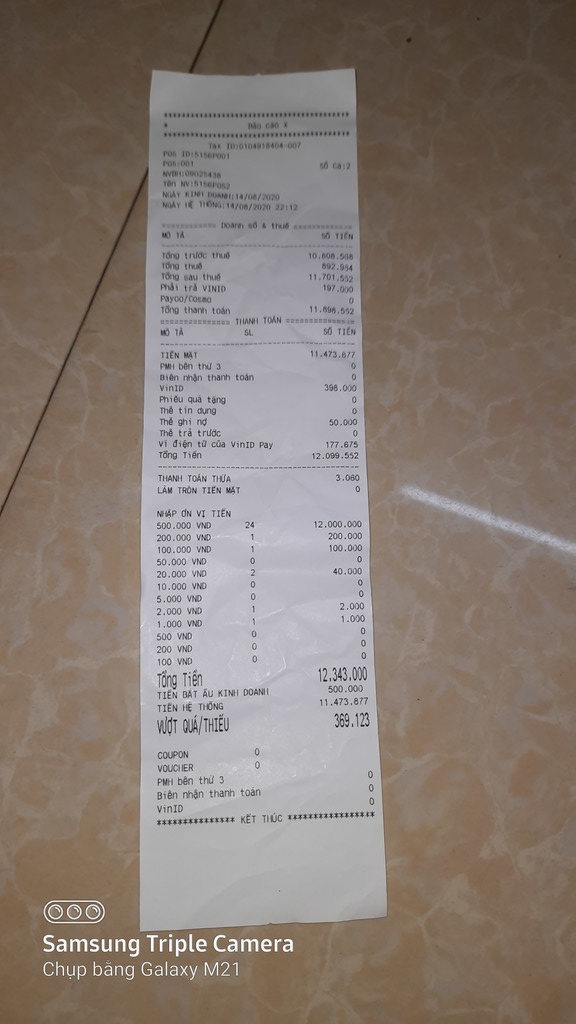 ***********************************
* Báo cáo X
***********************************
Tax ID:0104918404-007
POS ID:5156P001
POS:001 SỐ Ca:2
NVBH:09025438
Tên NV:5156POS2
NGÀY KINH DOANH:14/08/2020
NGÀY HỆ THỐNG:14/08/2020 22:12
============ Doanh số & thuế ============
MÔ TẢ SỐ TIỀN
Tổng trước thuế 10.808.568
Tổng thuế 892.984
Tổng sau thuế 11.701.552
Phải trả VINID 197.000
Payoo/Cosmo 0
Tổng thanh toán 11.898.552
============= THANH TOÁN =============
MÔ TẢ SL SỐ TIỀN
TIỀN MẶT 11.473.877
PMH bên thứ 3 0
Biên nhận thanh toán 0
VinID 398.000
Phiếu quà tặng 0
Thẻ tín dụng 0
Thẻ ghi nợ 50.000
Thẻ trả trước 0
Ví điện tử của VinID Pay 177.675
Tổng Tiền 12.099.552
THANH TOÁN THỪA 3.060
LÀM TRÒN TIỀN MẶT 0
NHẬP ƠN VỊ TIỀN
500.000 VND 24 12.000.000
200.000 VND 1 200.000
100.000 VND 1 100.000
50.000 VND 0 0
20.000 VND 2 40.000
10.000 VND 0 0
5.000 VND 0 0
2.000 VND 1 2.000
1.000 VND 1 1.000
500 VND 0 0
200 VND 0 0
100 VND 0 0
Tổng Tiền 12.343.000
TIỀN BẮT ẦU KINH DOANH 500.000
TIỀN HỆ THỐNG 11.473.877
VƯỢT QUÁ/THIẾU 369.123
COUPON 0
VOUCHER 0
PMH bên thứ 3 0
Biên nhận thanh toán 0
VinID 0
*************** KẾT THÚC *****************
Samsung Triple Camera
Chụp bằng Galaxy M21